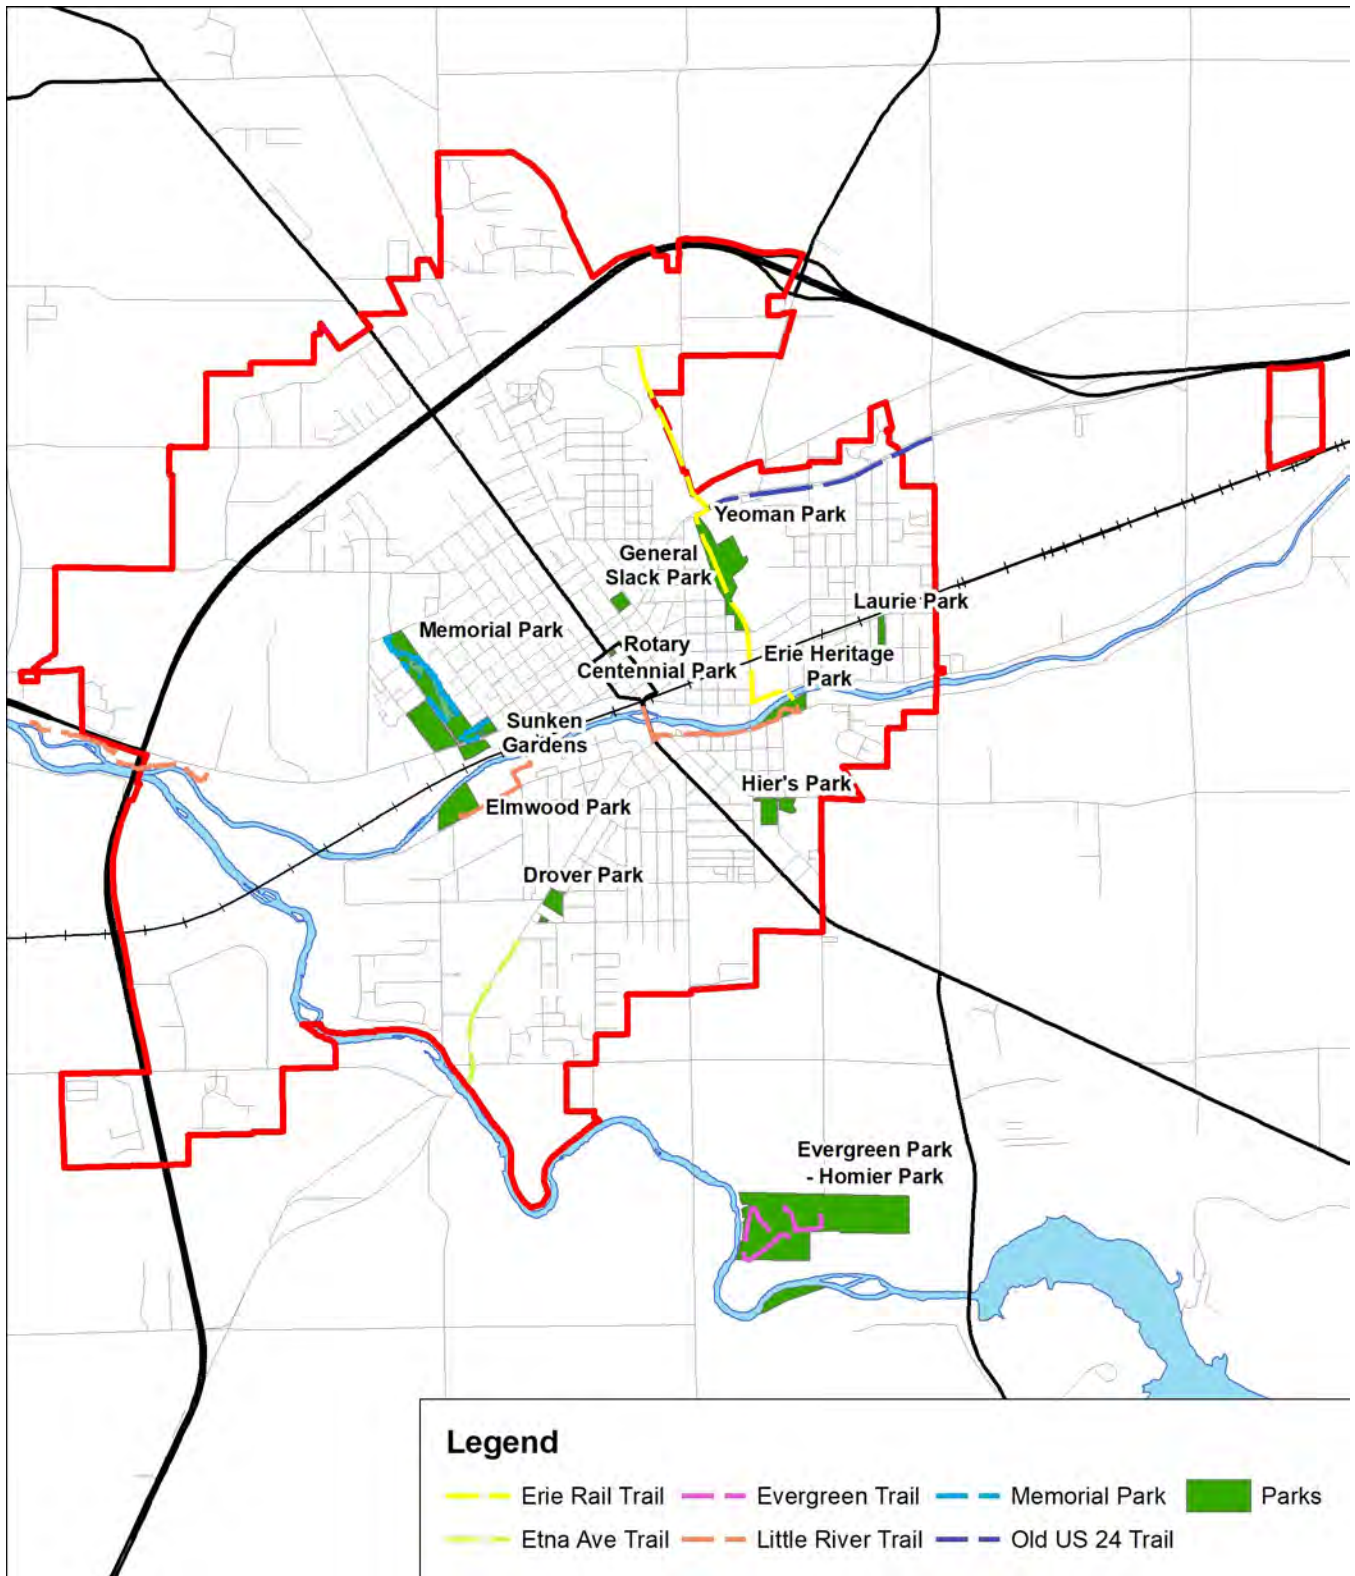 Yeoman Park
General
Slack Park
Laurie Park
Memorial Park
Rotary
Centennial Park
Erie Heritage
Park
Sunken
Gardens
Hier's Park
Elmwood Park
Drover Park
Evergreen Park
- Homier Park
Legend
Erie Rail Trail
Evergreen Trail
Memorial Park
Parks
Etna Ave Trail
Little River Trail
Old US 24 Trail